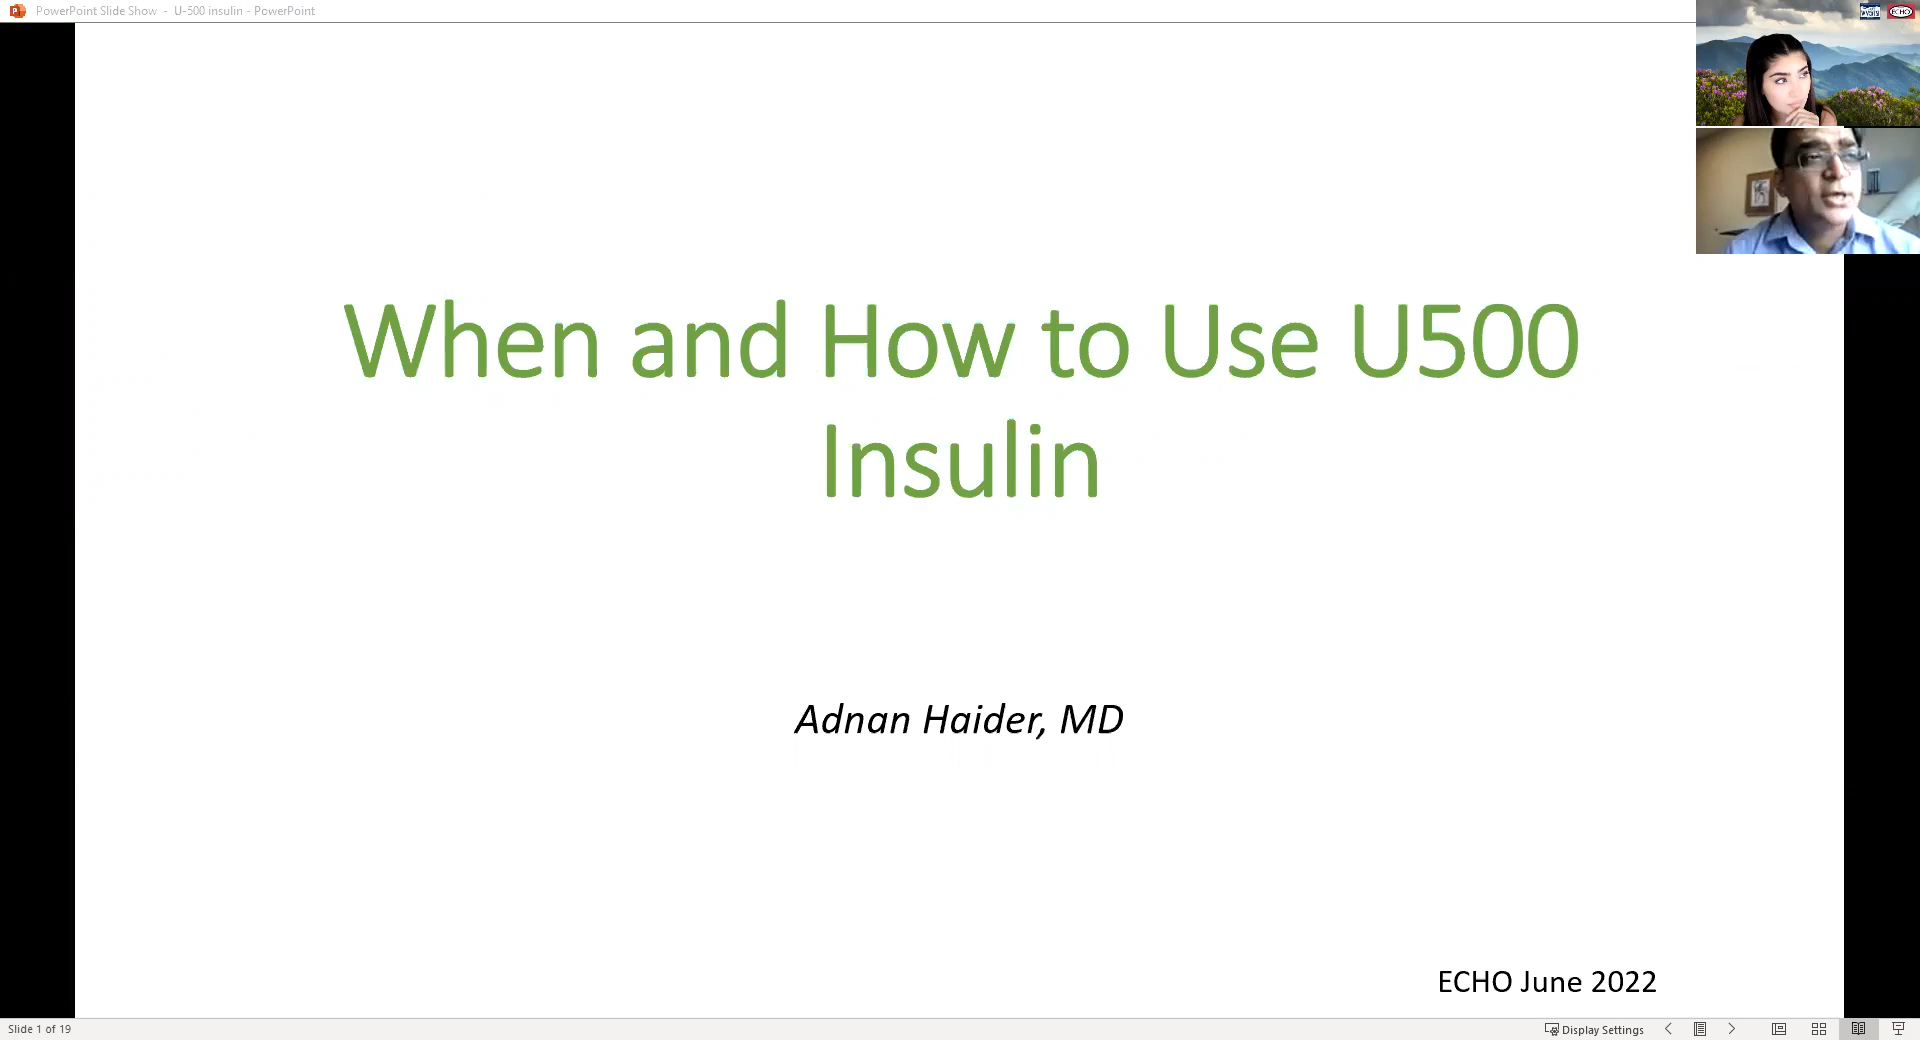 PowerPoint Slide Show - U-500 insulin - PowerPoint
ECHO
When and How to Use U500
Insulin
Adnan Haider, MD
ECHO June 2022
Slide 1 of 19
Display Settings